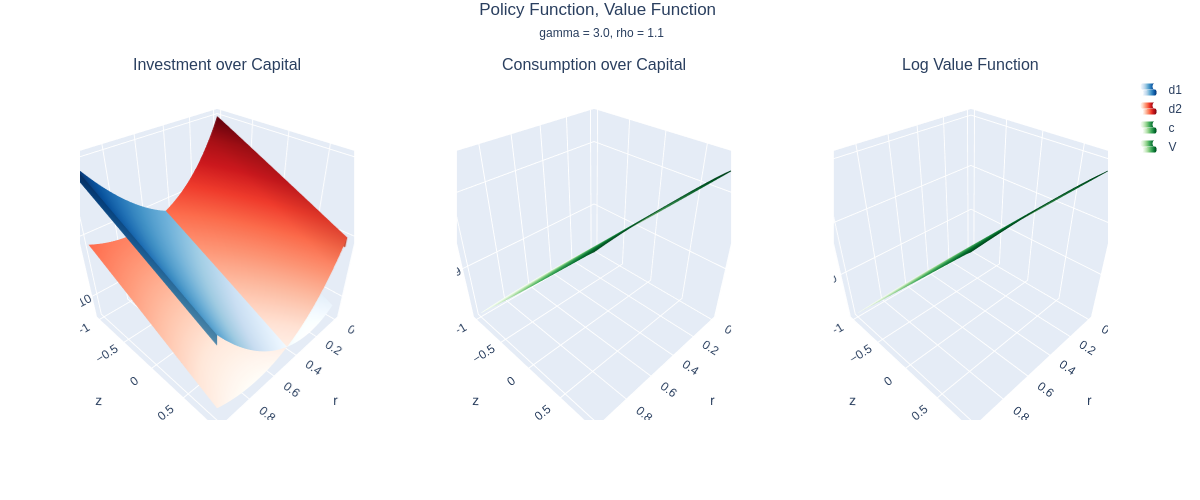 Policy Function, Value Function
gamma = 3.0, rho = 1.1
Investment over Capital
Consumption over Capital
Log Value Function
d1
d2
c
V
10
−1
−0.5
0
0.5
z
0
0.2
0.4
0.6
0.8
r
−1
−0.5
0
0.5
z
0
0.2
0.4
0.6
0.8
r
−1
−0.5
0
0.5
z
0
0.2
0.4
0.6
0.8
r